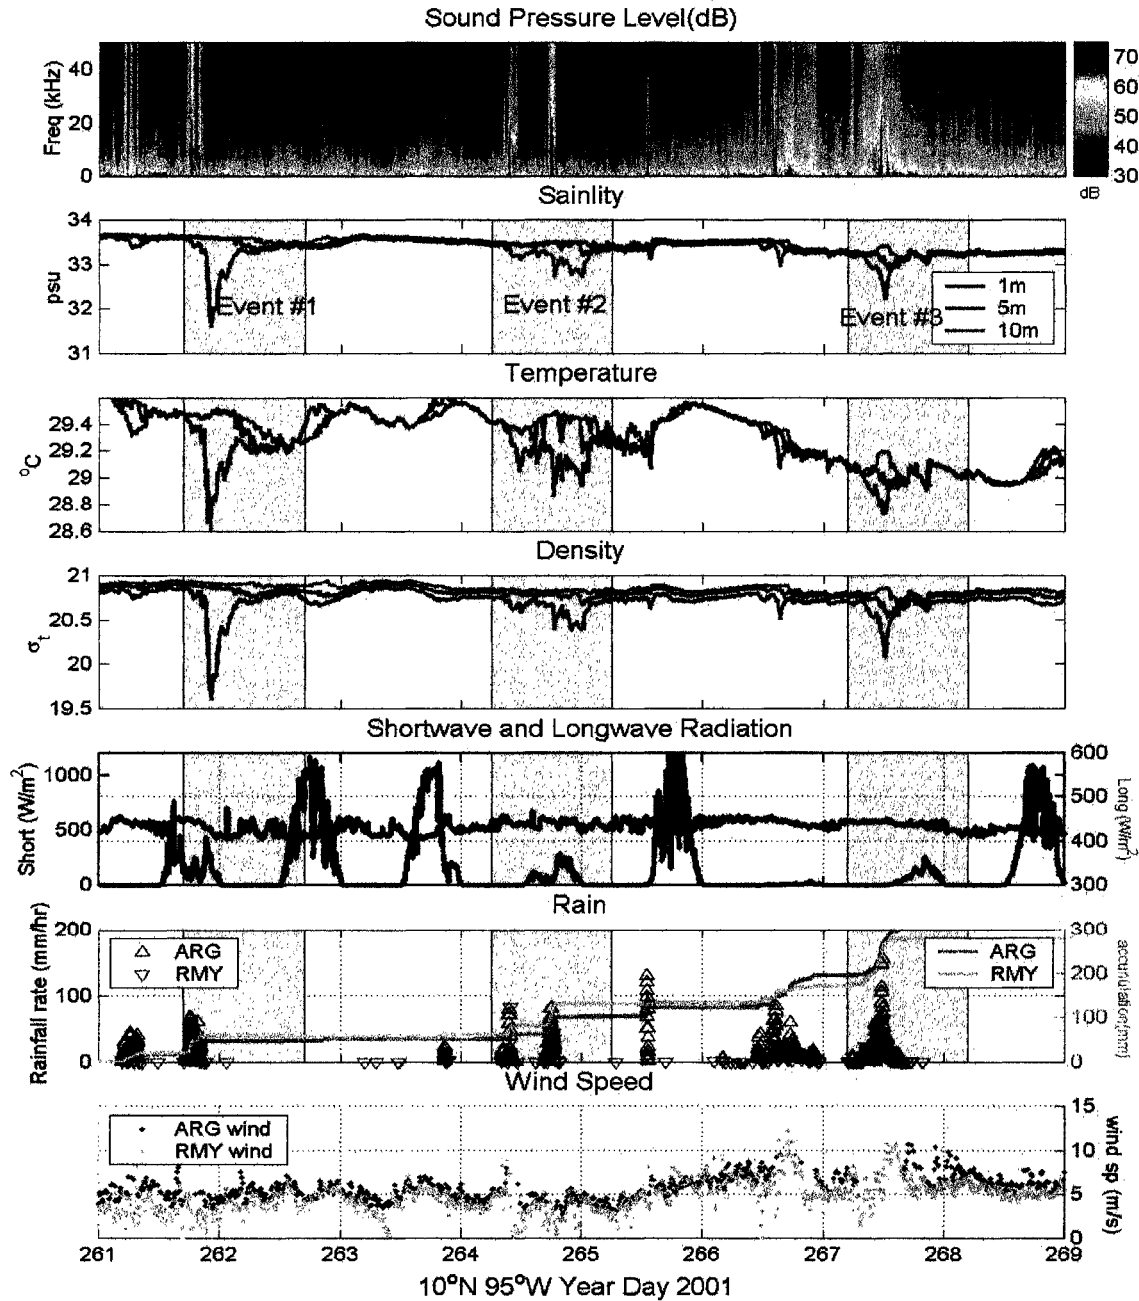 Sound Pressure Level(dB)
Freq (kHz)
40
20
0
70
60
50
40
30
dB
Sainlity
psu
34
33
32
31
Event #1
Event #2
Event #3
1m
5m
10m
Temperature
°C
29.4
29.2
29
28.8
28.6
Density
σt
21
20.5
20
19.5
Shortwave and Longwave Radiation
Short (W/m²)
1000
500
0
600
500
400
300
Long (W/m²)
Rain
Rainfall rate (mm/hr)
200
100
0
ARG
RMY
ARG
RMY
300
200
100
0
accumulation(mm)
Wind Speed
ARG wind
RMY wind
15
10
5
0
wind sp (m/s)
261 262 263 264 265 266 267 268 269
10°N 95°W Year Day 2001